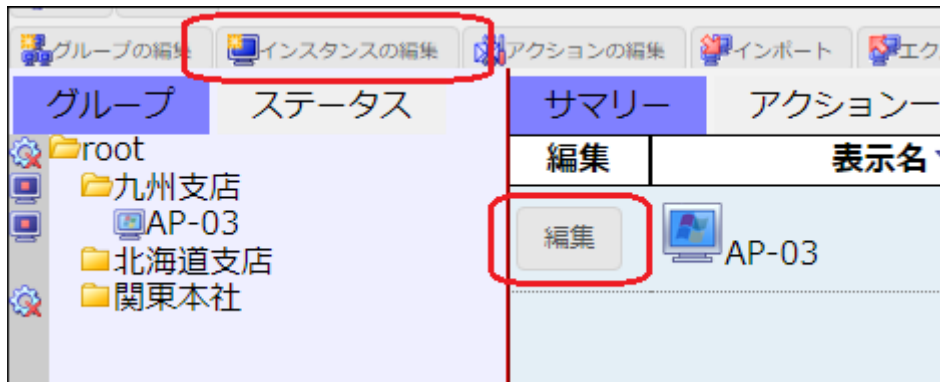 グループの編集 インスタンスの編集 アクションの編集 インポート エク
グループ ステータス サマリー アクション一
root 編集 表示名
九州支店
AP-03 編集 AP-03
北海道支店
関東本社